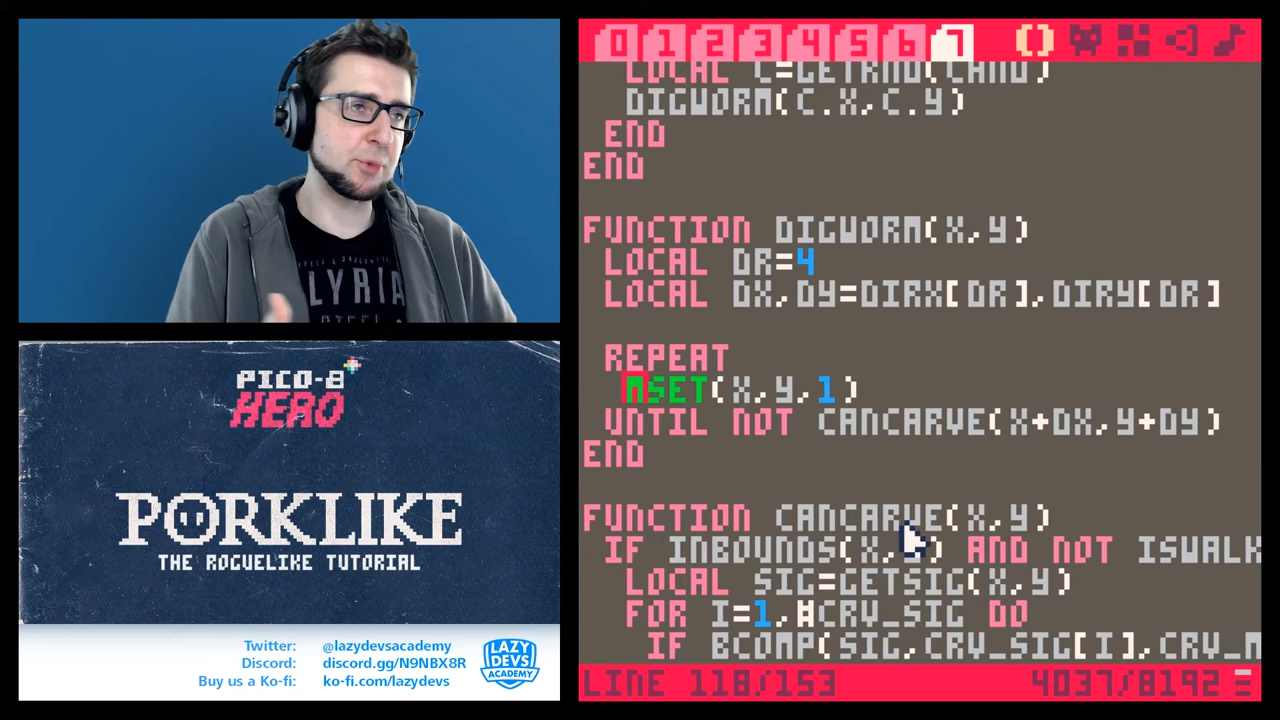 LYRIA
0 1 2 3 4 5 6 7
LOCAL C=GETRND(CAND)
DIGWORM(C.X,C.Y)
END
END
FUNCTION DIGWORM(X,Y)
LOCAL DR=4
LOCAL DX,DY=DIRX[DR],DIRY[DR]
REPEAT
MSET(X,Y,1)
UNTIL NOT CANCARVE(X+DX,Y+DY)
END
FUNCTION CANCARVE(X,Y)
IF INBOUNDS(X,Y) AND NOT ISWALK
LOCAL SIG=GETSIG(X,Y)
FOR I=1,#CRV_SIG DO
IF BCOMP(SIG,CRV_SIG[I],CRV_M
LINE 118/153 4037/8192
PICO-8
HERO
PORKLIKE
THE ROGUELIKE TUTORIAL
Twitter: @lazydevsacademy
Discord: discord.gg/N9NBX8R
Buy us a Ko-fi: ko-fi.com/lazydevs
LAZY
DEVS
ACADEMY